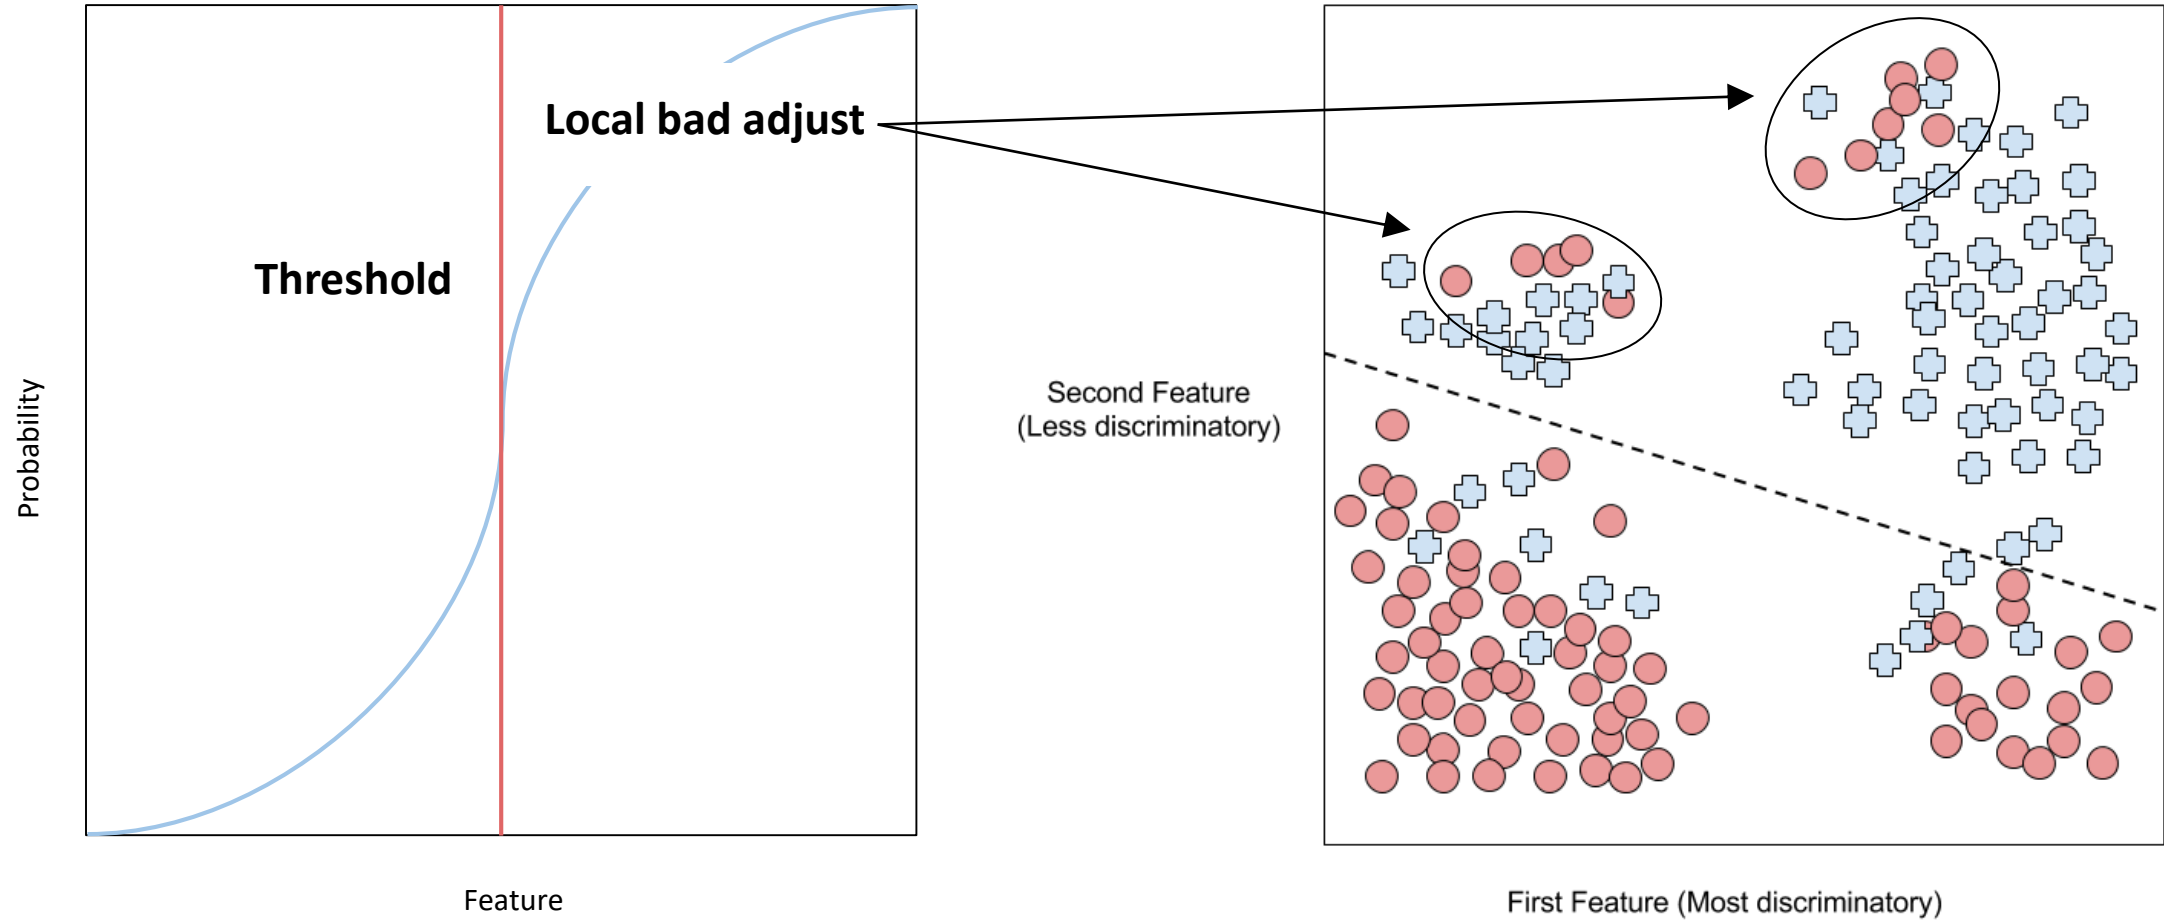 Local bad adjust
Threshold
Probability
Feature
Second Feature
(Less discriminatory)
First Feature (Most discriminatory)